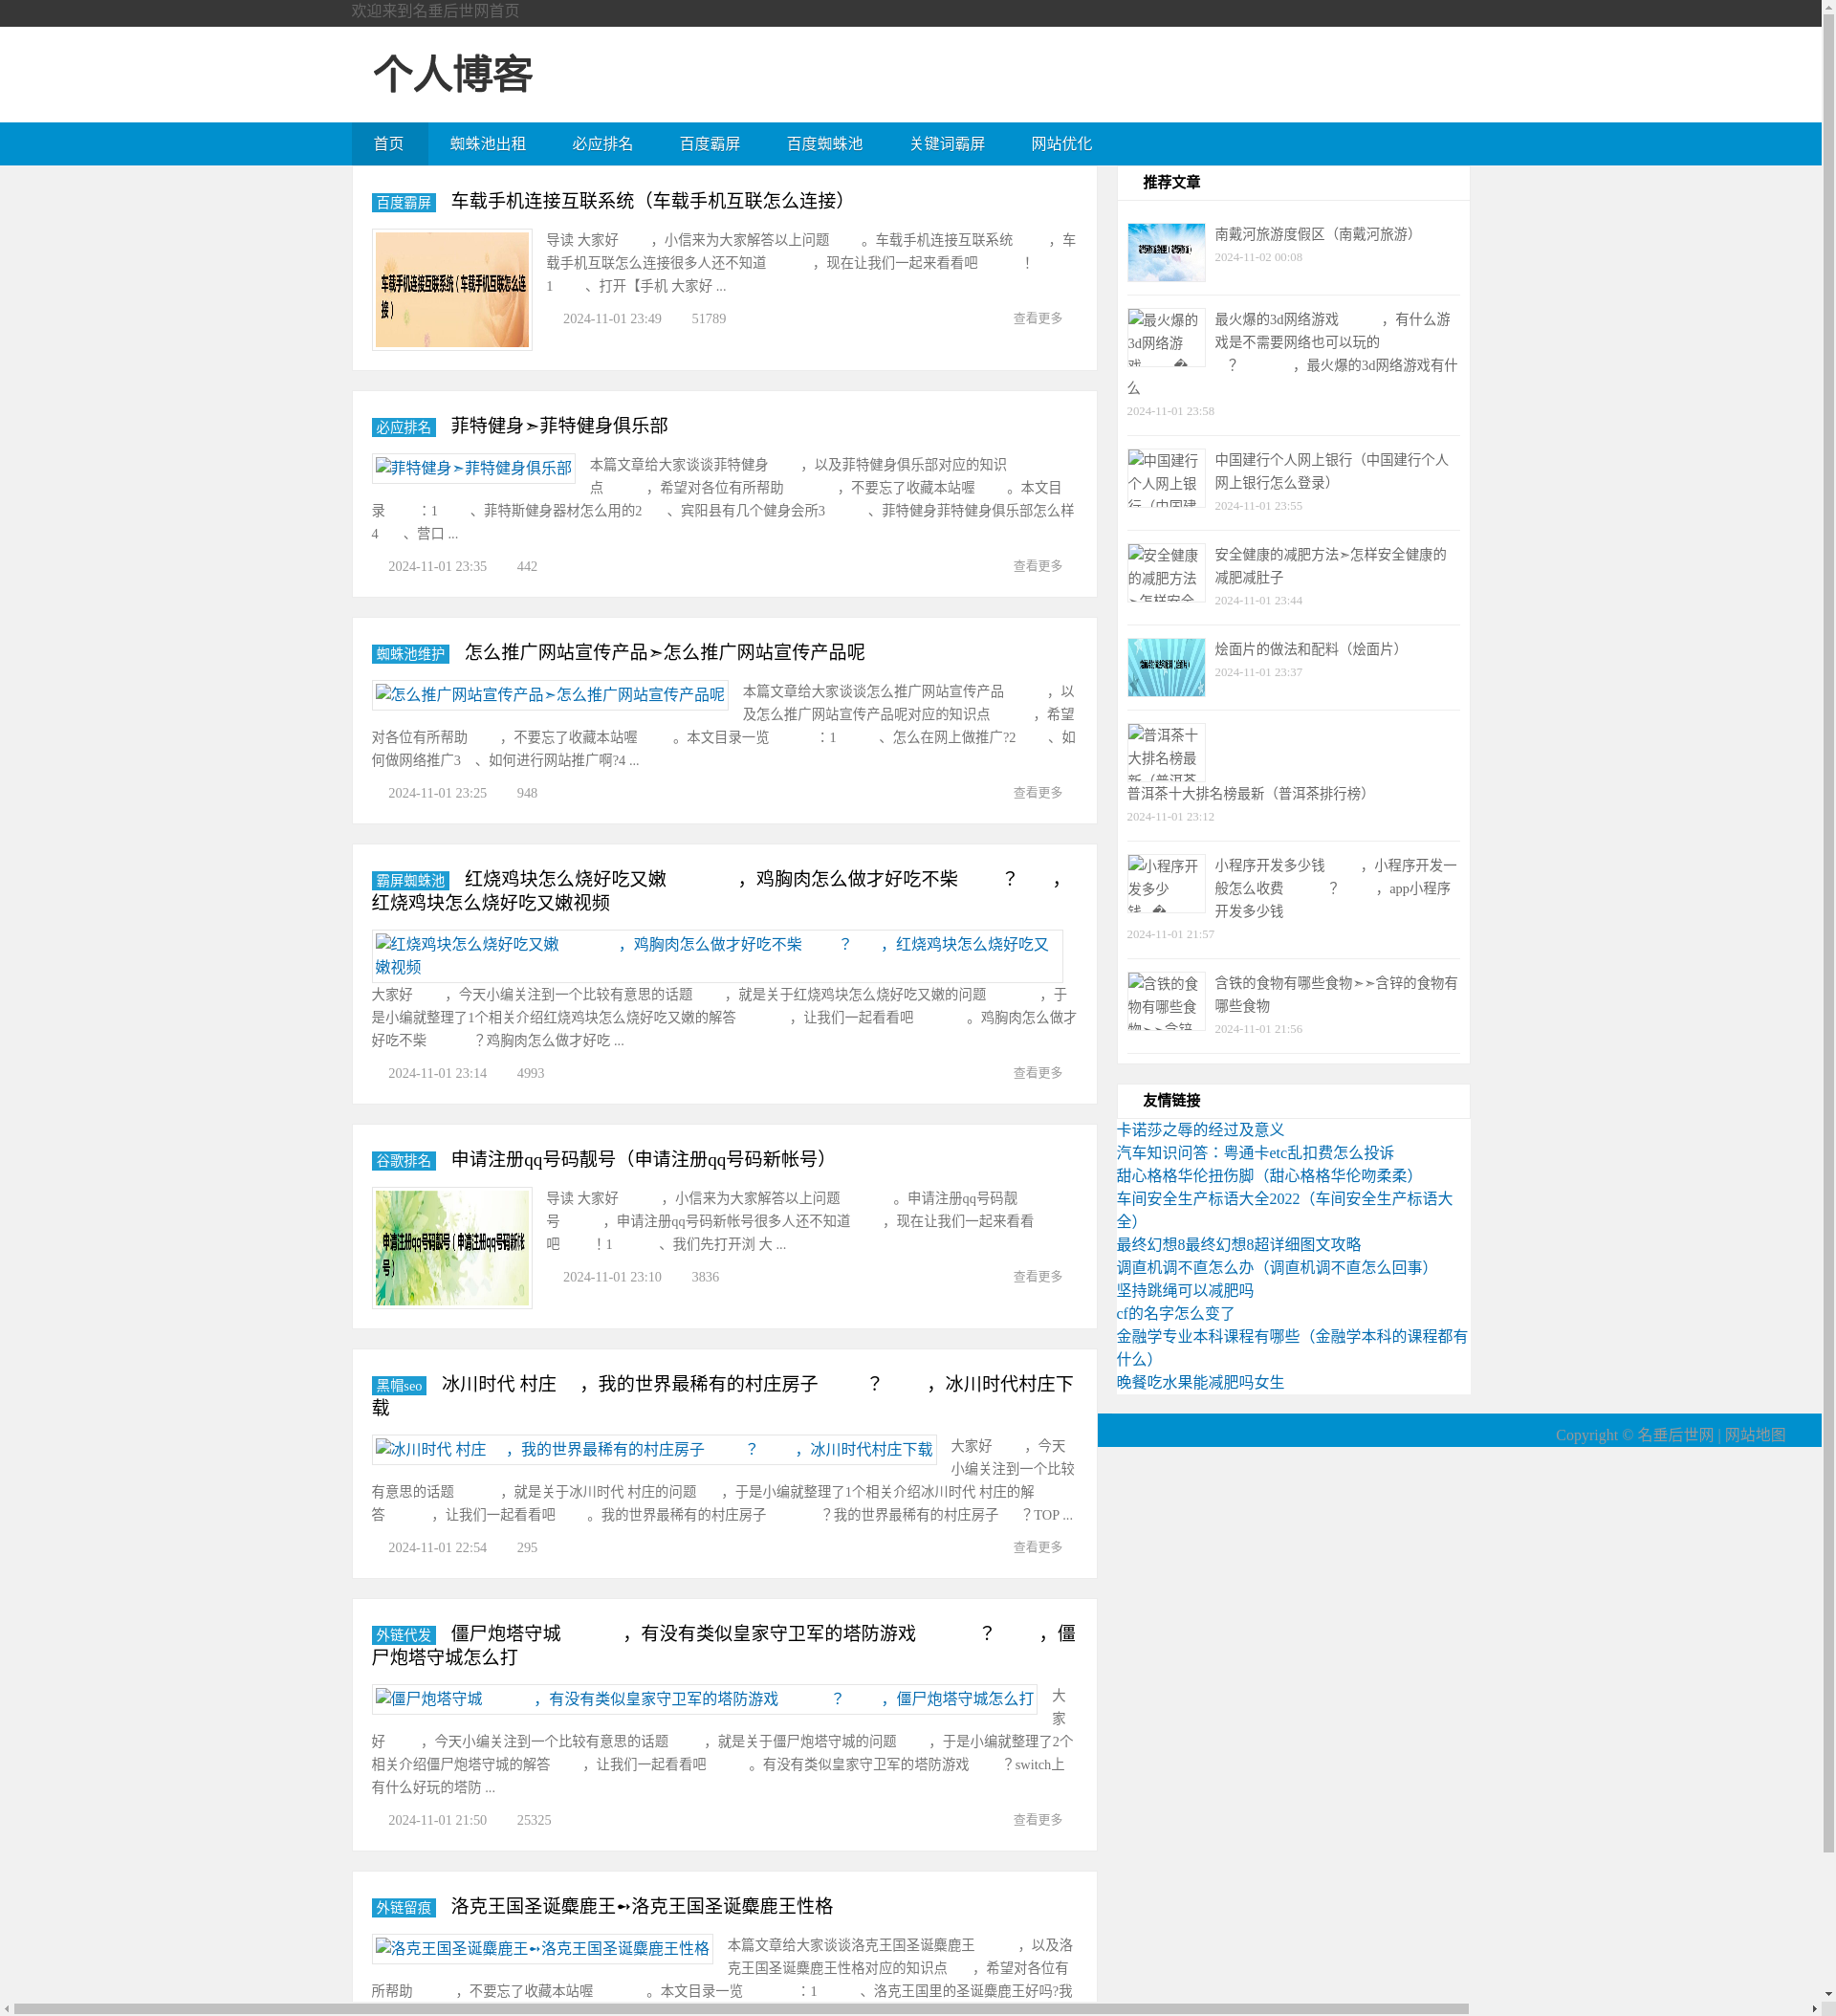 欢迎来到名垂后世网首页
个人博客
首页 蜘蛛池出租 必应排名 百度霸屏 百度蜘蛛池 关键词霸屏 网站优化
百度霸屏 车载手机连接互联系统（车载手机互联怎么连接）
车载手机连接互联系统（车载手机互联怎么连
接）
导读 大家好 ，小信来为大家解答以上问题 。车载手机连接互联系统 ，车
载手机互联怎么连接很多人还不知道 ，现在让我们一起来看看吧 ！
1 、打开【手机 大家好 ...
2024-11-01 23:49 51789 查看更多
必应排名 菲特健身➣菲特健身俱乐部
菲特健身➣菲特健身俱乐部
本篇文章给大家谈谈菲特健身 ，以及菲特健身俱乐部对应的知识
点 ，希望对各位有所帮助 ，不要忘了收藏本站喔 。本文目
录 ：1 、菲特斯健身器材怎么用的2 、宾阳县有几个健身会所3 、菲特健身菲特健身俱乐部怎么样
4 、营口 ...
2024-11-01 23:35 442 查看更多
蜘蛛池维护 怎么推广网站宣传产品➣怎么推广网站宣传产品呢
怎么推广网站宣传产品➣怎么推广网站宣传产品呢
本篇文章给大家谈谈怎么推广网站宣传产品 ，以
及怎么推广网站宣传产品呢对应的知识点 ，希望
对各位有所帮助 ，不要忘了收藏本站喔 。本文目录一览 ：1 、怎么在网上做推广?2 、如
何做网络推广3 、如何进行网站推广啊?4 ...
2024-11-01 23:25 948 查看更多
霸屏蜘蛛池 红烧鸡块怎么烧好吃又嫩 ，鸡胸肉怎么做才好吃不柴 ？ ，
红烧鸡块怎么烧好吃又嫩视频
红烧鸡块怎么烧好吃又嫩 ，鸡胸肉怎么做才好吃不柴 ？ ，红烧鸡块怎么烧好吃又
嫩视频
大家好 ，今天小编关注到一个比较有意思的话题 ，就是关于红烧鸡块怎么烧好吃又嫩的问题 ，于
是小编就整理了1个相关介绍红烧鸡块怎么烧好吃又嫩的解答 ，让我们一起看看吧 。鸡胸肉怎么做才
好吃不柴 ？鸡胸肉怎么做才好吃 ...
2024-11-01 23:14 4993 查看更多
谷歌排名 申请注册qq号码靓号（申请注册qq号码新帐号）
申请注册qq号码靓号（申请注册qq号码新帐
号）
导读 大家好 ，小信来为大家解答以上问题 。申请注册qq号码靓
号 ，申请注册qq号码新帐号很多人还不知道 ，现在让我们一起来看看
吧 ！1 、我们先打开浏 大 ...
2024-11-01 23:10 3836 查看更多
黑帽seo 冰川时代 村庄 ，我的世界最稀有的村庄房子 ？ ，冰川时代村庄下
载
冰川时代 村庄 ，我的世界最稀有的村庄房子 ？ ，冰川时代村庄下载
大家好 ，今天
小编关注到一个比较
有意思的话题 ，就是关于冰川时代 村庄的问题 ，于是小编就整理了1个相关介绍冰川时代 村庄的解
答 ，让我们一起看看吧 。我的世界最稀有的村庄房子 ？我的世界最稀有的村庄房子 ？TOP ...
2024-11-01 22:54 295 查看更多
外链代发 僵尸炮塔守城 ，有没有类似皇家守卫军的塔防游戏 ？ ，僵
尸炮塔守城怎么打
僵尸炮塔守城 ，有没有类似皇家守卫军的塔防游戏 ？ ，僵尸炮塔守城怎么打
大
家
好 ，今天小编关注到一个比较有意思的话题 ，就是关于僵尸炮塔守城的问题 ，于是小编就整理了2个
相关介绍僵尸炮塔守城的解答 ，让我们一起看看吧 。有没有类似皇家守卫军的塔防游戏 ？switch上
有什么好玩的塔防 ...
2024-11-01 21:50 25325 查看更多
外链留痕 洛克王国圣诞麋鹿王➻洛克王国圣诞麋鹿王性格
洛克王国圣诞麋鹿王➻洛克王国圣诞麋鹿王性格
本篇文章给大家谈谈洛克王国圣诞麋鹿王 ，以及洛
克王国圣诞麋鹿王性格对应的知识点 ，希望对各位有
所帮助 ，不要忘了收藏本站喔 。本文目录一览 ：1 、洛克王国里的圣诞麋鹿王好吗?我
推荐文章
南戴河旅游度假区（南戴河旅游）
2024-11-02 00:08
最火爆的
3d网络游
戏 �
最火爆的3d网络游戏 ，有什么游
戏是不需要网络也可以玩的
？ ，最火爆的3d网络游戏有什
么
2024-11-01 23:58
中国建行
个人网上银
行（中国建
中国建行个人网上银行（中国建行个人
网上银行怎么登录）
2024-11-01 23:55
安全健康
的减肥方法
➣怎样安全
安全健康的减肥方法➣怎样安全健康的
减肥减肚子
2024-11-01 23:44
烩面片的做法和配料（烩面片）
2024-11-01 23:37
普洱茶十
大排名榜最
新（普洱茶
普洱茶十大排名榜最新（普洱茶排行榜）
2024-11-01 23:12
小程序开
发多少
钱 �
小程序开发多少钱 ，小程序开发一
般怎么收费 ？ ，app小程序
开发多少钱
2024-11-01 21:57
含铁的食
物有哪些食
物➣➣含锌
含铁的食物有哪些食物➣➣含锌的食物有
哪些食物
2024-11-01 21:56
友情链接
卡诺莎之辱的经过及意义
汽车知识问答：粤通卡etc乱扣费怎么投诉
甜心格格华伦扭伤脚（甜心格格华伦吻柔柔）
车间安全生产标语大全2022（车间安全生产标语大
全）
最终幻想8最终幻想8超详细图文攻略
调直机调不直怎么办（调直机调不直怎么回事）
坚持跳绳可以减肥吗
cf的名字怎么变了
金融学专业本科课程有哪些（金融学本科的课程都有
什么）
晚餐吃水果能减肥吗女生
Copyright © 名垂后世网 | 网站地图